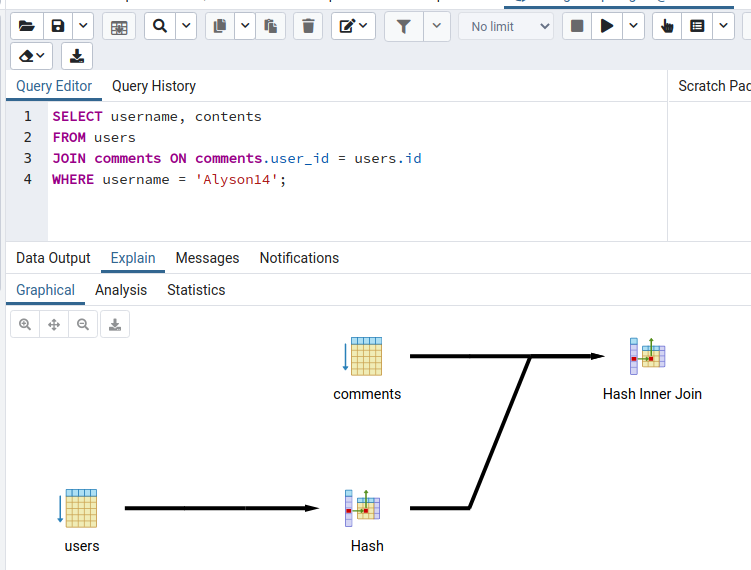 No limit
Query Editor Query History Scratch Pad
1 SELECT username, contents
2 FROM users
3 JOIN comments ON comments.user_id = users.id
4 WHERE username = 'Alyson14';
Data Output Explain Messages Notifications
Graphical Analysis Statistics
comments Hash Inner Join
users Hash